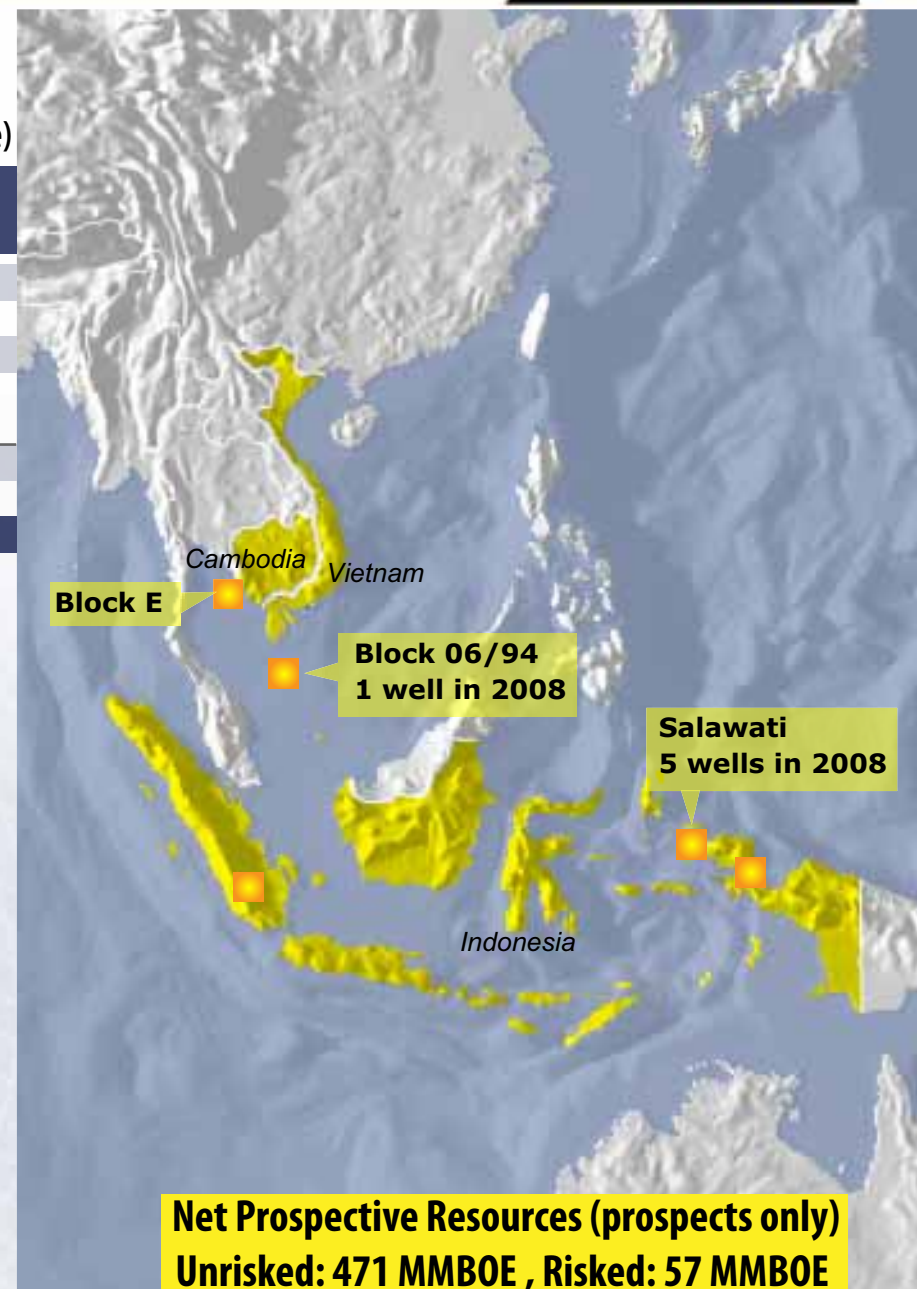 e)
Cambodia
Vietnam
Block E
Block 06/94
1 well in 2008
Salawati
5 wells in 2008
Indonesia
Net Prospective Resources (prospects only)
Unrisked: 471 MMBOE , Risked: 57 MMBOE